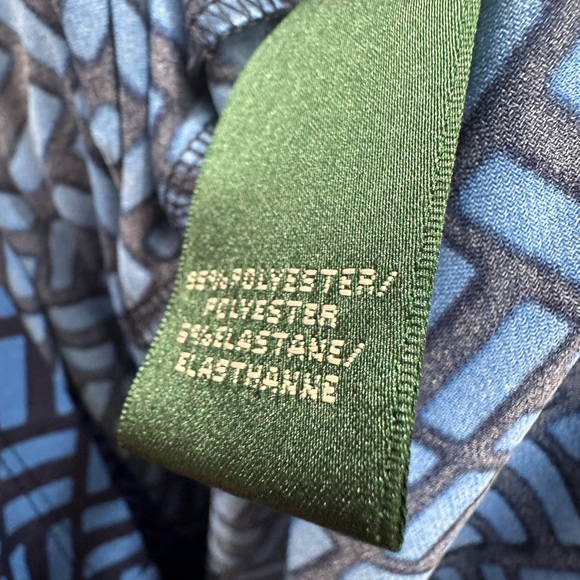 95% POLYESTER/
POLYESTER
5% ELASTANE/
ELASTHANNE